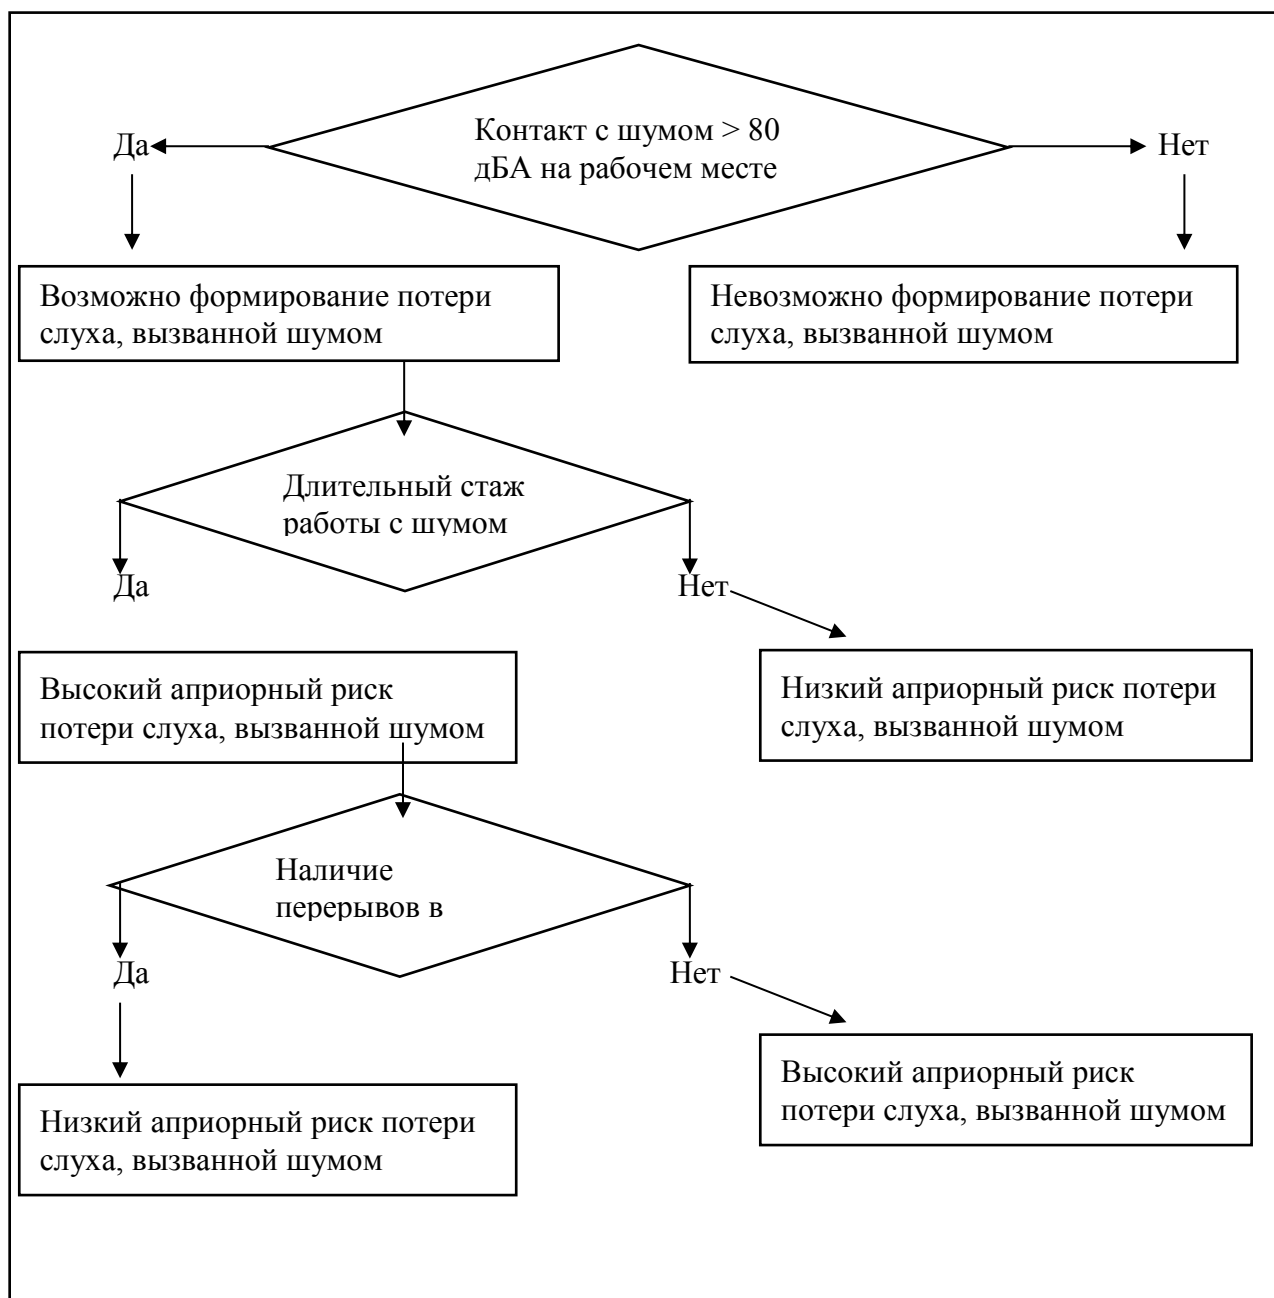 Контакт с шумом > 80
дБА на рабочем месте
Да
Нет
Возможно формирование потери
слуха, вызванной шумом
Невозможно формирование потери
слуха, вызванной шумом
Длительный стаж
работы с шумом
Да
Нет
Высокий априорный риск
потери слуха, вызванной шумом
Низкий априорный риск потери
слуха, вызванной шумом
Наличие
перерывов в
Да
Нет
Высокий априорный риск
потери слуха, вызванной шумом
Низкий априорный риск потери
слуха, вызванной шумом